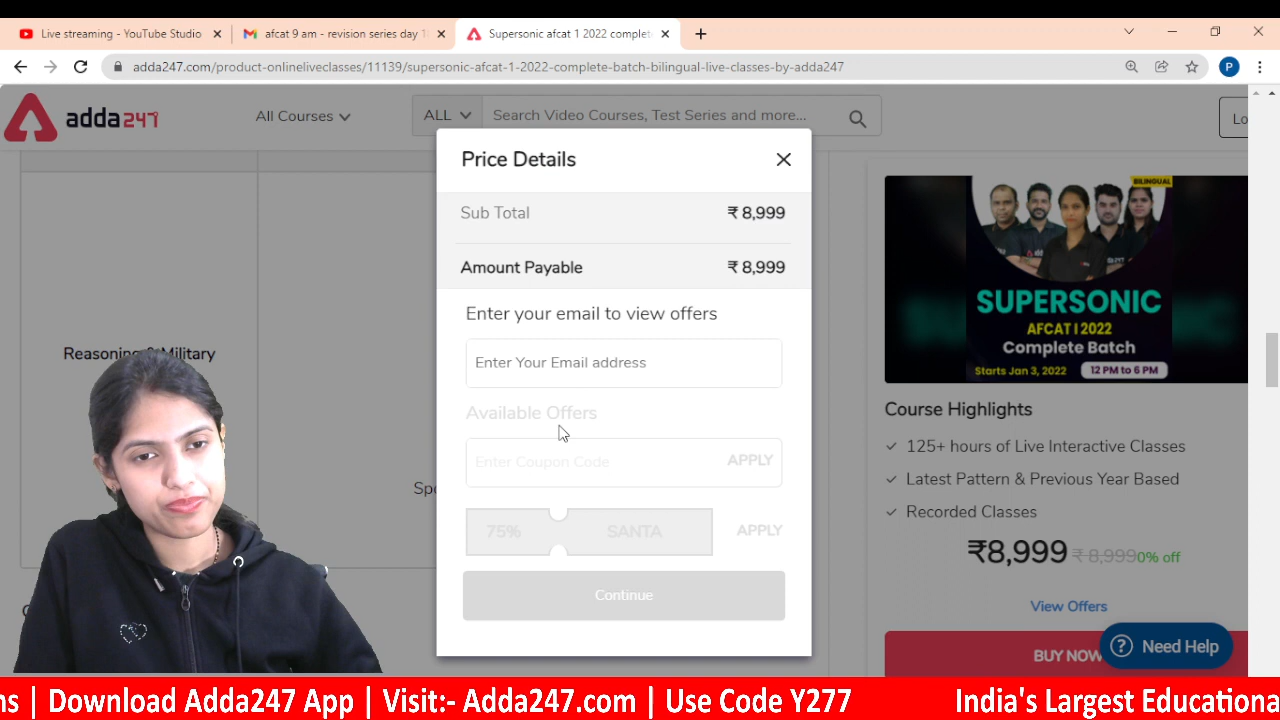 Live streaming - YouTube Studio
afcat 9 am - revision series day 1
Supersonic afcat 1 2022 complet
adda247.com/product-onlineliveclasses/11139/supersonic-afcat-1-2022-complete-batch-bilingual-live-classes-by-adda247
P
adda247
All Courses
ALL
Search Video Courses, Test Series and more...
Lo
Price Details
Sub Total
₹ 8,999
Amount Payable
₹ 8,999
Enter your email to view offers
Enter Your Email address
Available Offers
Enter Coupon Code
APPLY
75%
SANTA
APPLY
Continue
Reasoning & Military
Spo
BILINGUAL
SUPERSONIC
AFCAT I 2022
Complete Batch
Starts Jan 3, 2022
12 PM to 6 PM
Course Highlights
125+ hours of Live Interactive Classes
Latest Pattern & Previous Year Based
Recorded Classes
₹8,999 ₹ 8,999 0% off
View Offers
BUY NOW
? Need Help
ns | Download Adda247 App | Visit:- Adda247.com | Use Code Y277
India's Largest Educationa